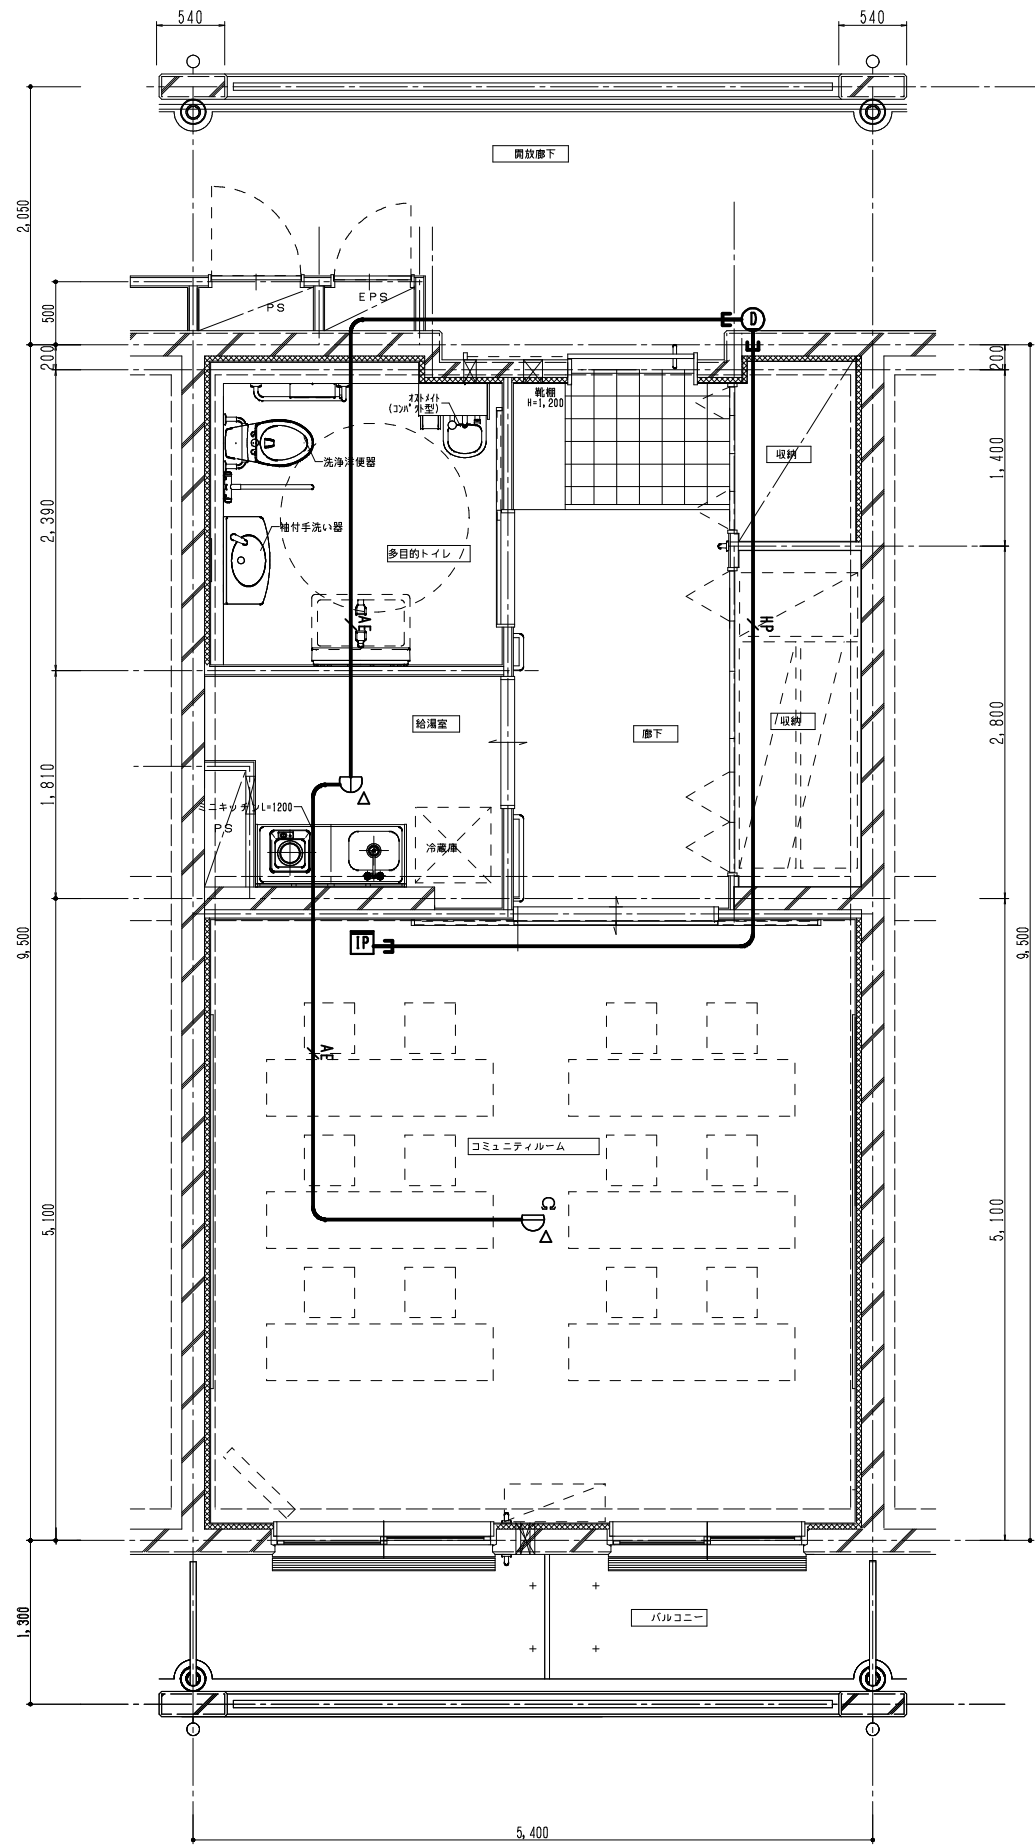 540
540
開放廊下
2,050
PS
EPS
500
D
200
200
靴棚
H=1,200
オストメイト
(コンパクト型)
収納
1,400
洗浄洋便器
2,390
袖付手洗い器
多目的トイレ
AE
HP
給湯室
廊下
収納
2,800
1,810
ミニキッチンL=1200
PS
冷蔵庫
9,500
IP
9,500
AE
コミュニティルーム
5,100
Ω
5,100
1,300
バルコニー
5,400